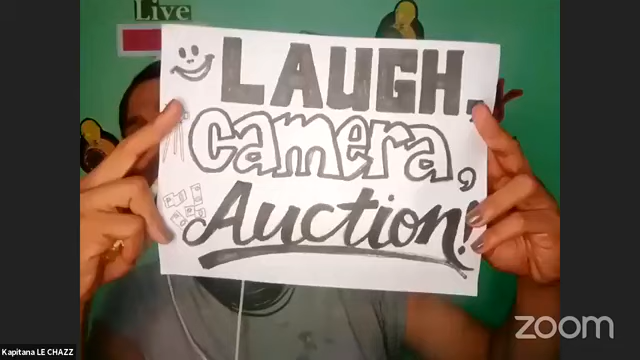 Live
LAUGH,
camera,
Auction!
zoom
Kapitana LE CHAZZ